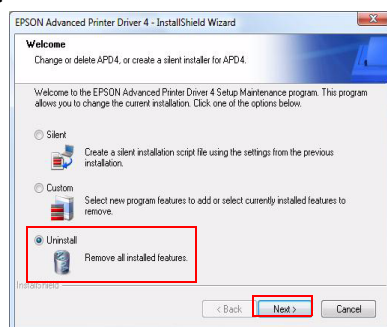 EPSON Advanced Printer Driver 4 - InstallShield Wizard
Welcome
Change or delete APD4, or create a silent installer for APD4.
Welcome to the EPSON Advanced Printer Driver 4 Setup Maintenance program. This program
allows you to change the current installation. Click one of the options below.
Silent
Create a silent installation script file using the settings from the previous
installation.
Custom
Select new program features to add or select currently installed features to
remove.
Uninstall
Remove all installed features.
InstallShield
< Back Next > Cancel